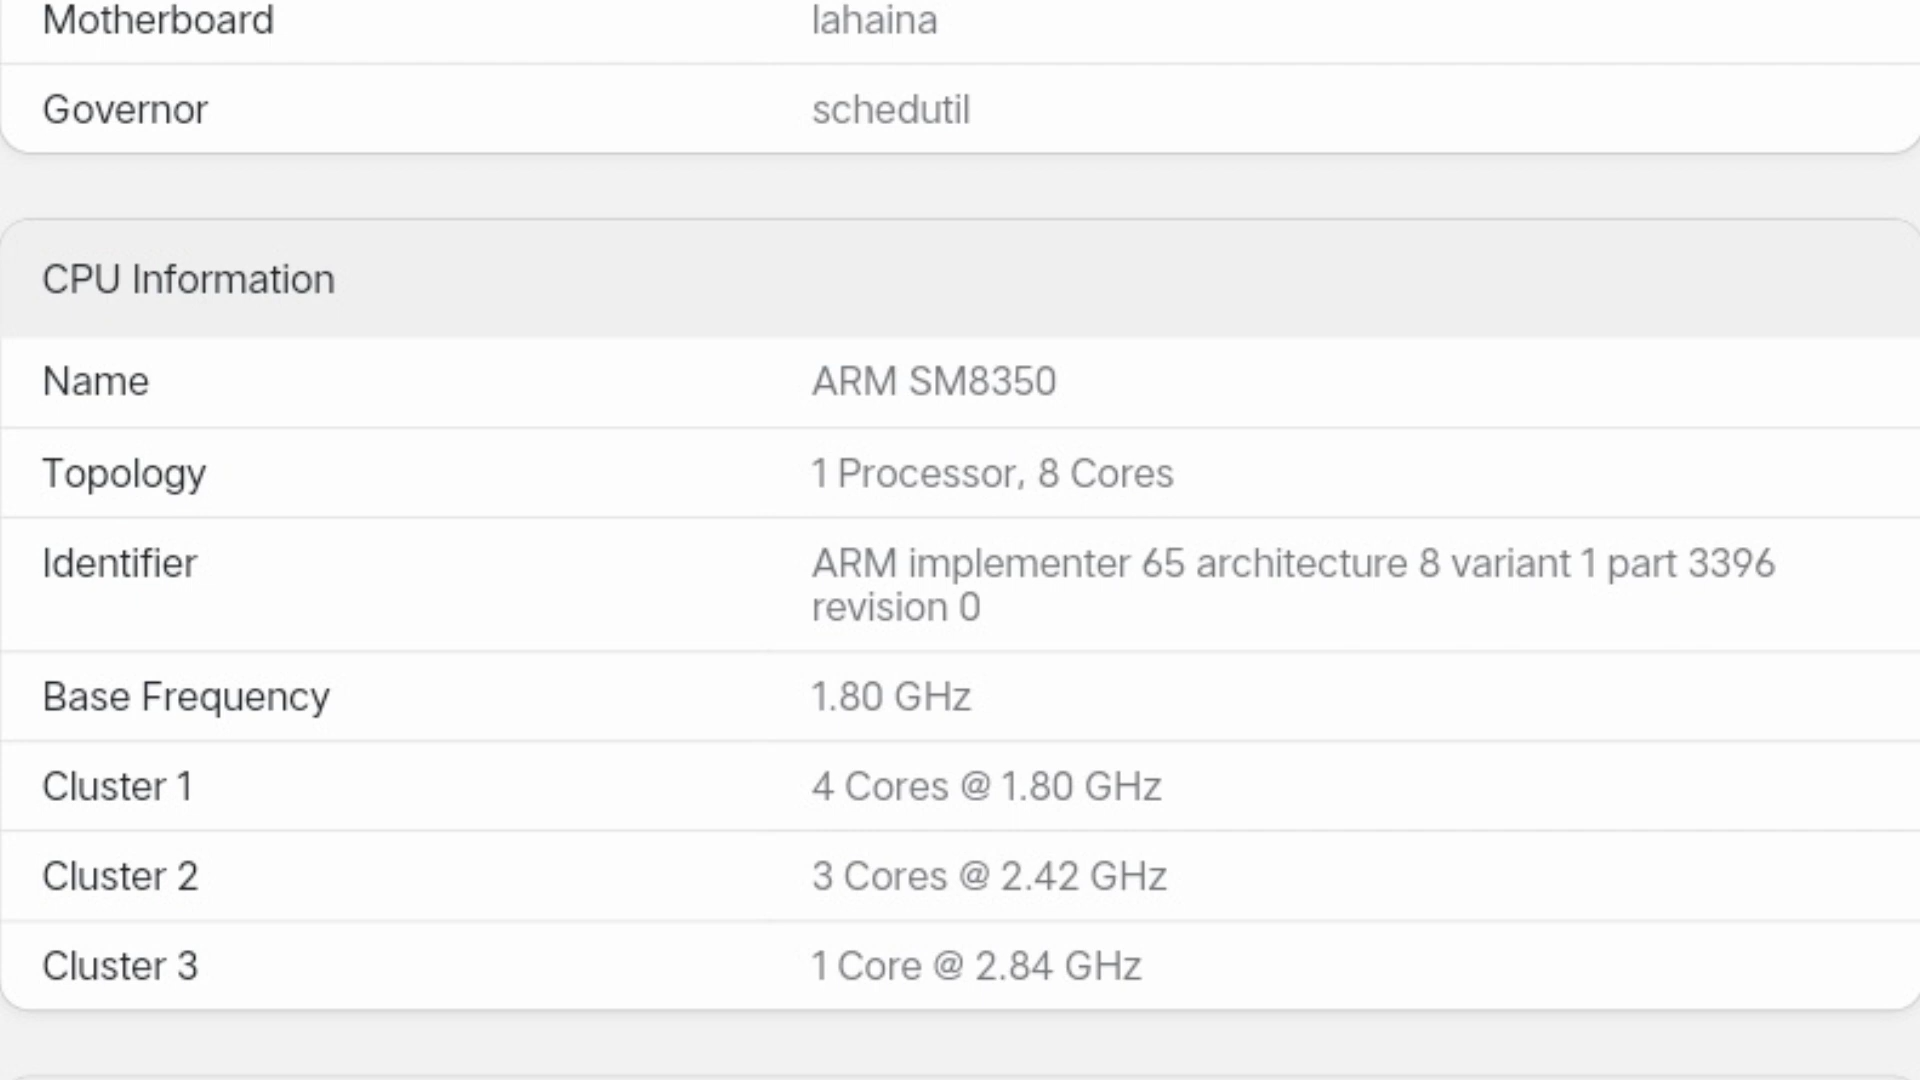 Motherboard lahaina
Governor schedutil
CPU Information
Name ARM SM8350
Topology 1 Processor, 8 Cores
Identifier ARM implementer 65 architecture 8 variant 1 part 3396
revision 0
Base Frequency 1.80 GHz
Cluster 1 4 Cores @ 1.80 GHz
Cluster 2 3 Cores @ 2.42 GHz
Cluster 3 1 Core @ 2.84 GHz